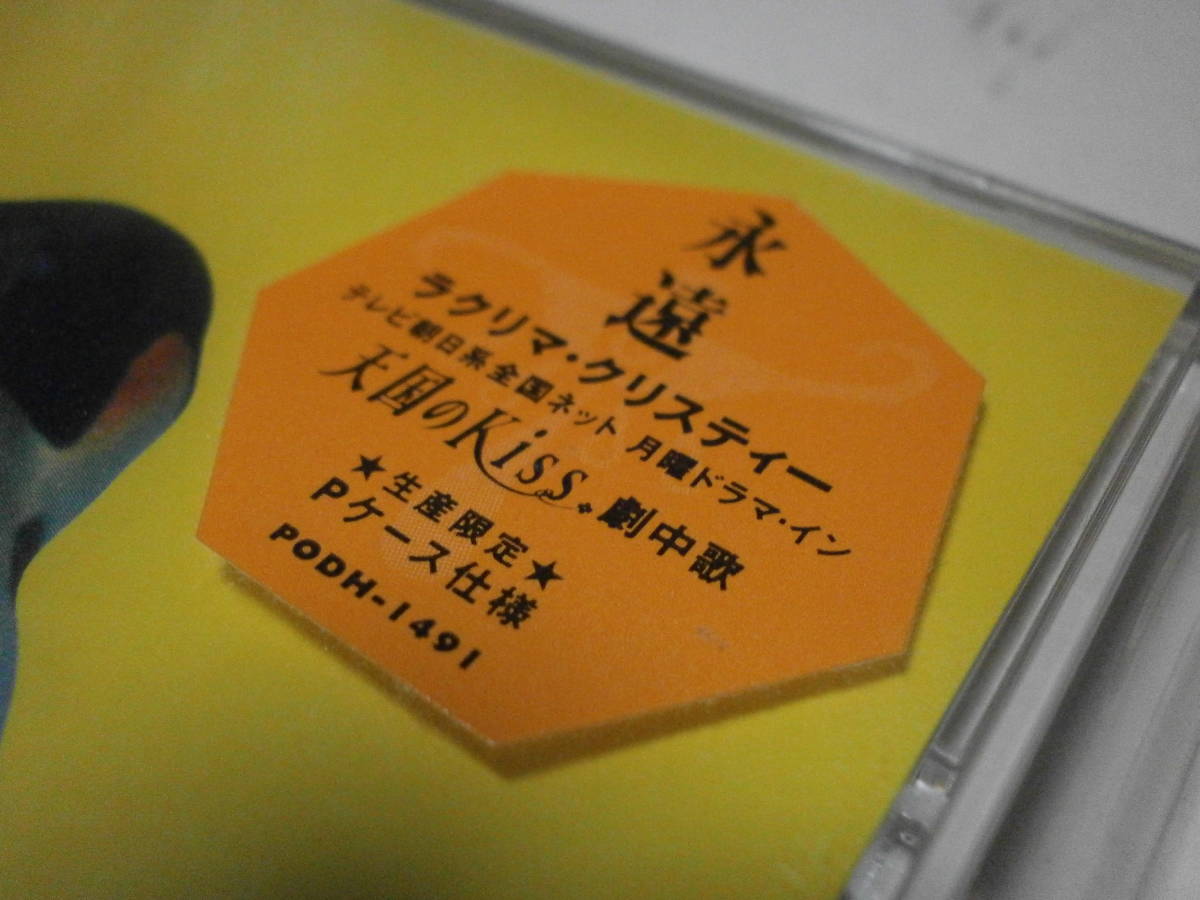 永遠
ラクリマ・クリスティー
テレビ朝日系全国ネット 月曜ドラマ・イン
天国のKiss 劇中歌
★生産限定★
Pケース仕様
PODH-1491